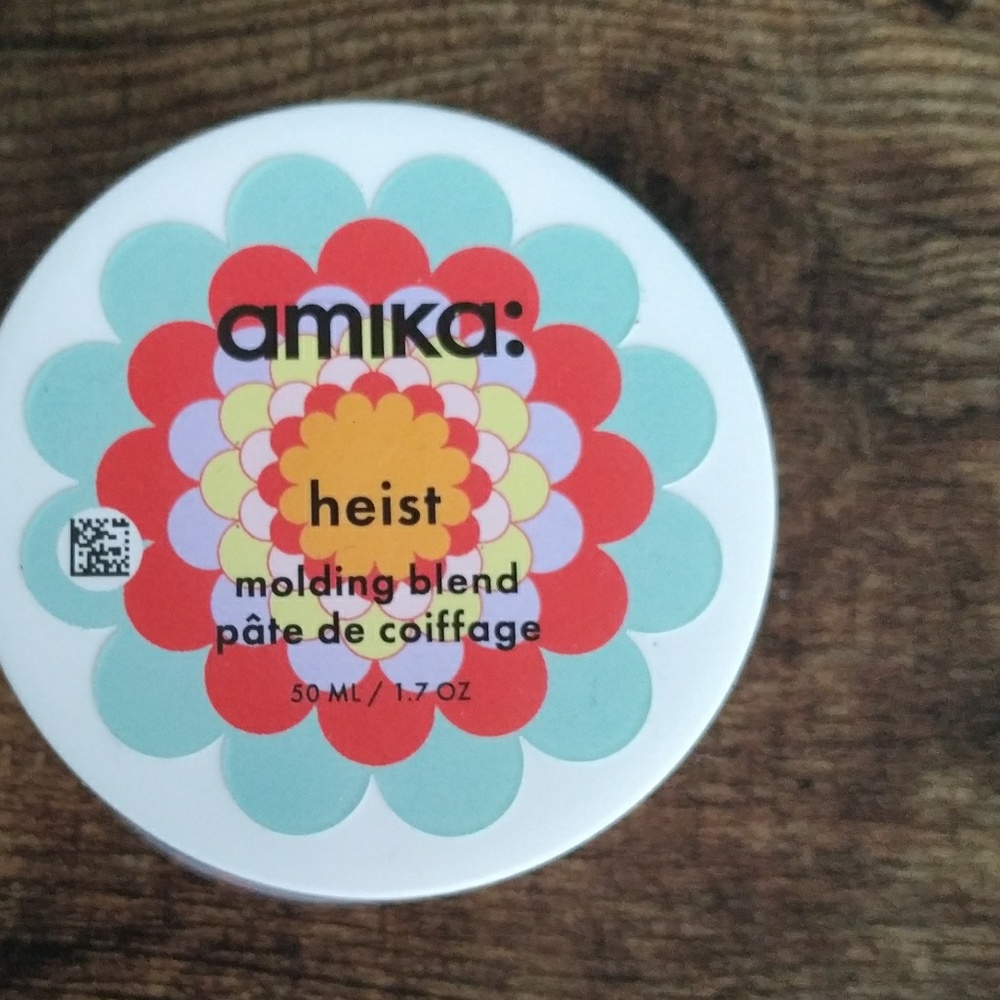 amika:
heist
molding blend
pâte de coiffage
50 ML / 1.7 OZ